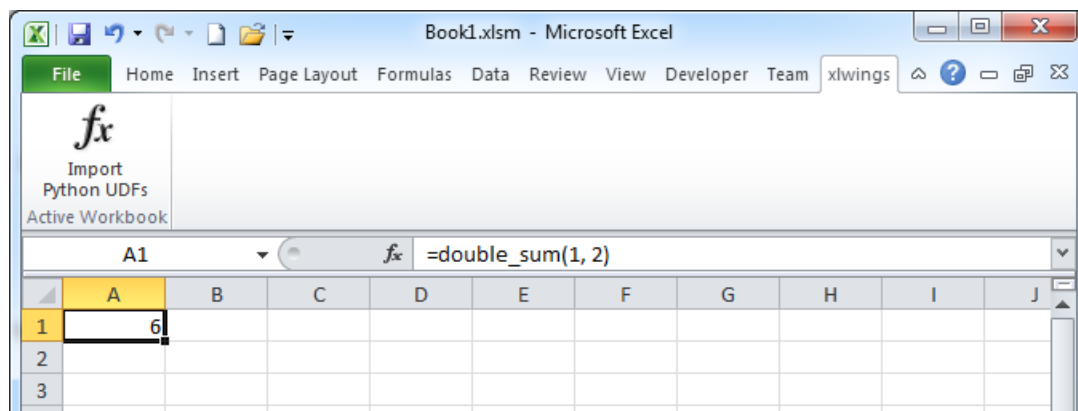 Book1.xlsm - Microsoft Excel
File Home Insert Page Layout Formulas Data Review View Developer Team xlwings
fx
Import
Python UDFs
Active Workbook
A1 fx =double_sum(1, 2)
A B C D E F G H I J
1 6
2
3